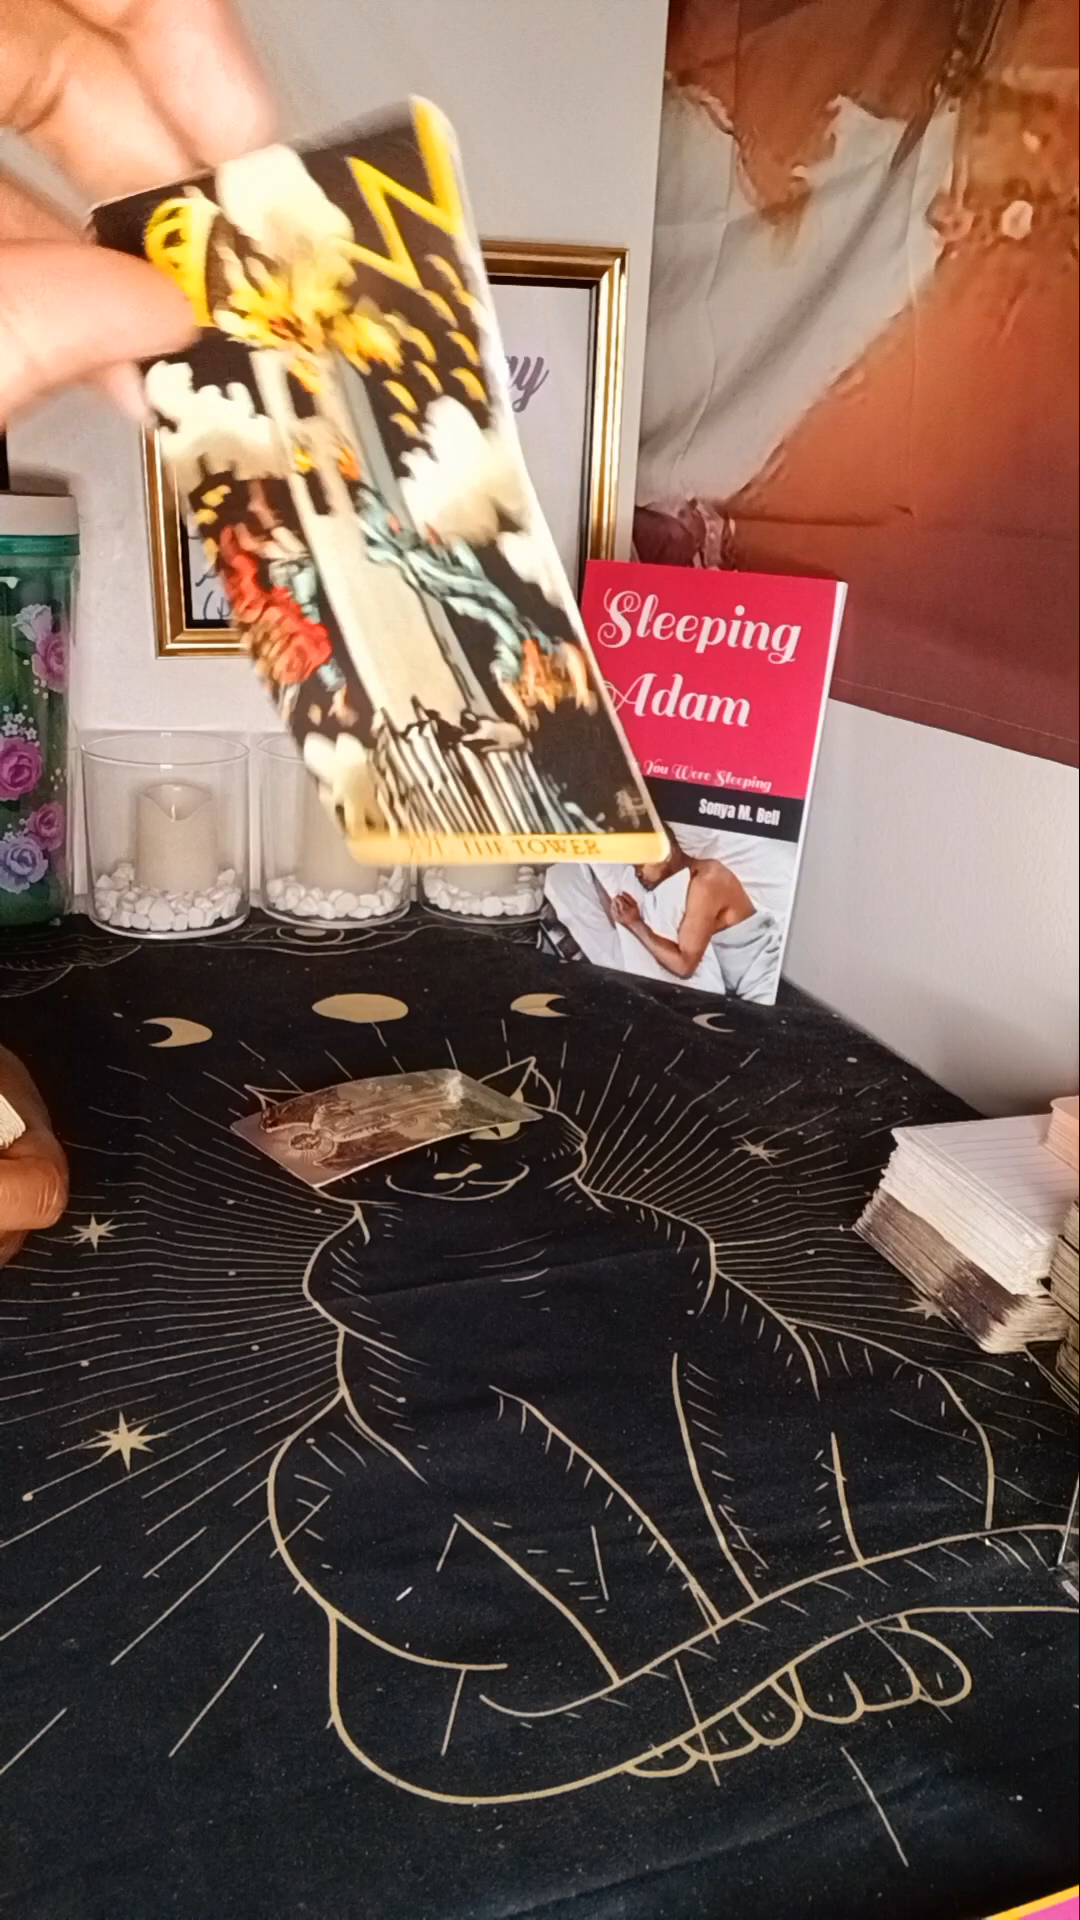 XVI. THE TOWER
Sleeping
Adam
You Were Sleeping
Sonya M. Bell